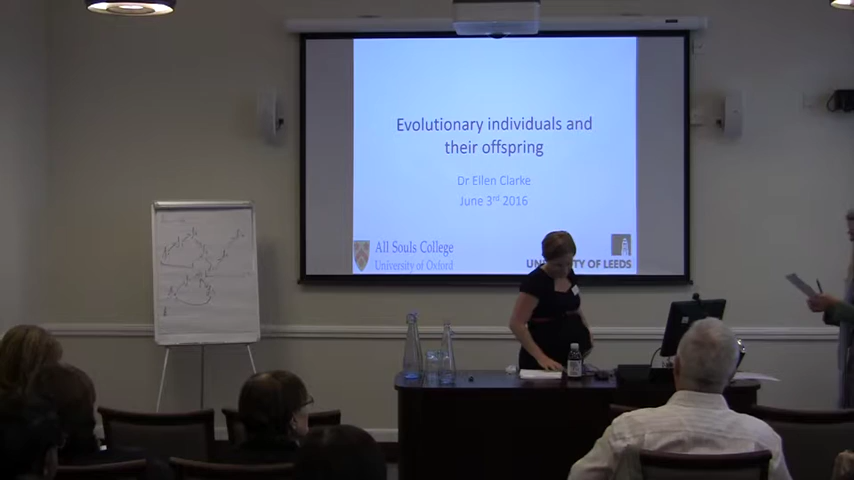 Evolutionary individuals and
their offspring
Dr Ellen Clarke
June 3rd 2016
All Souls College
University of Oxford
OF LEEDS